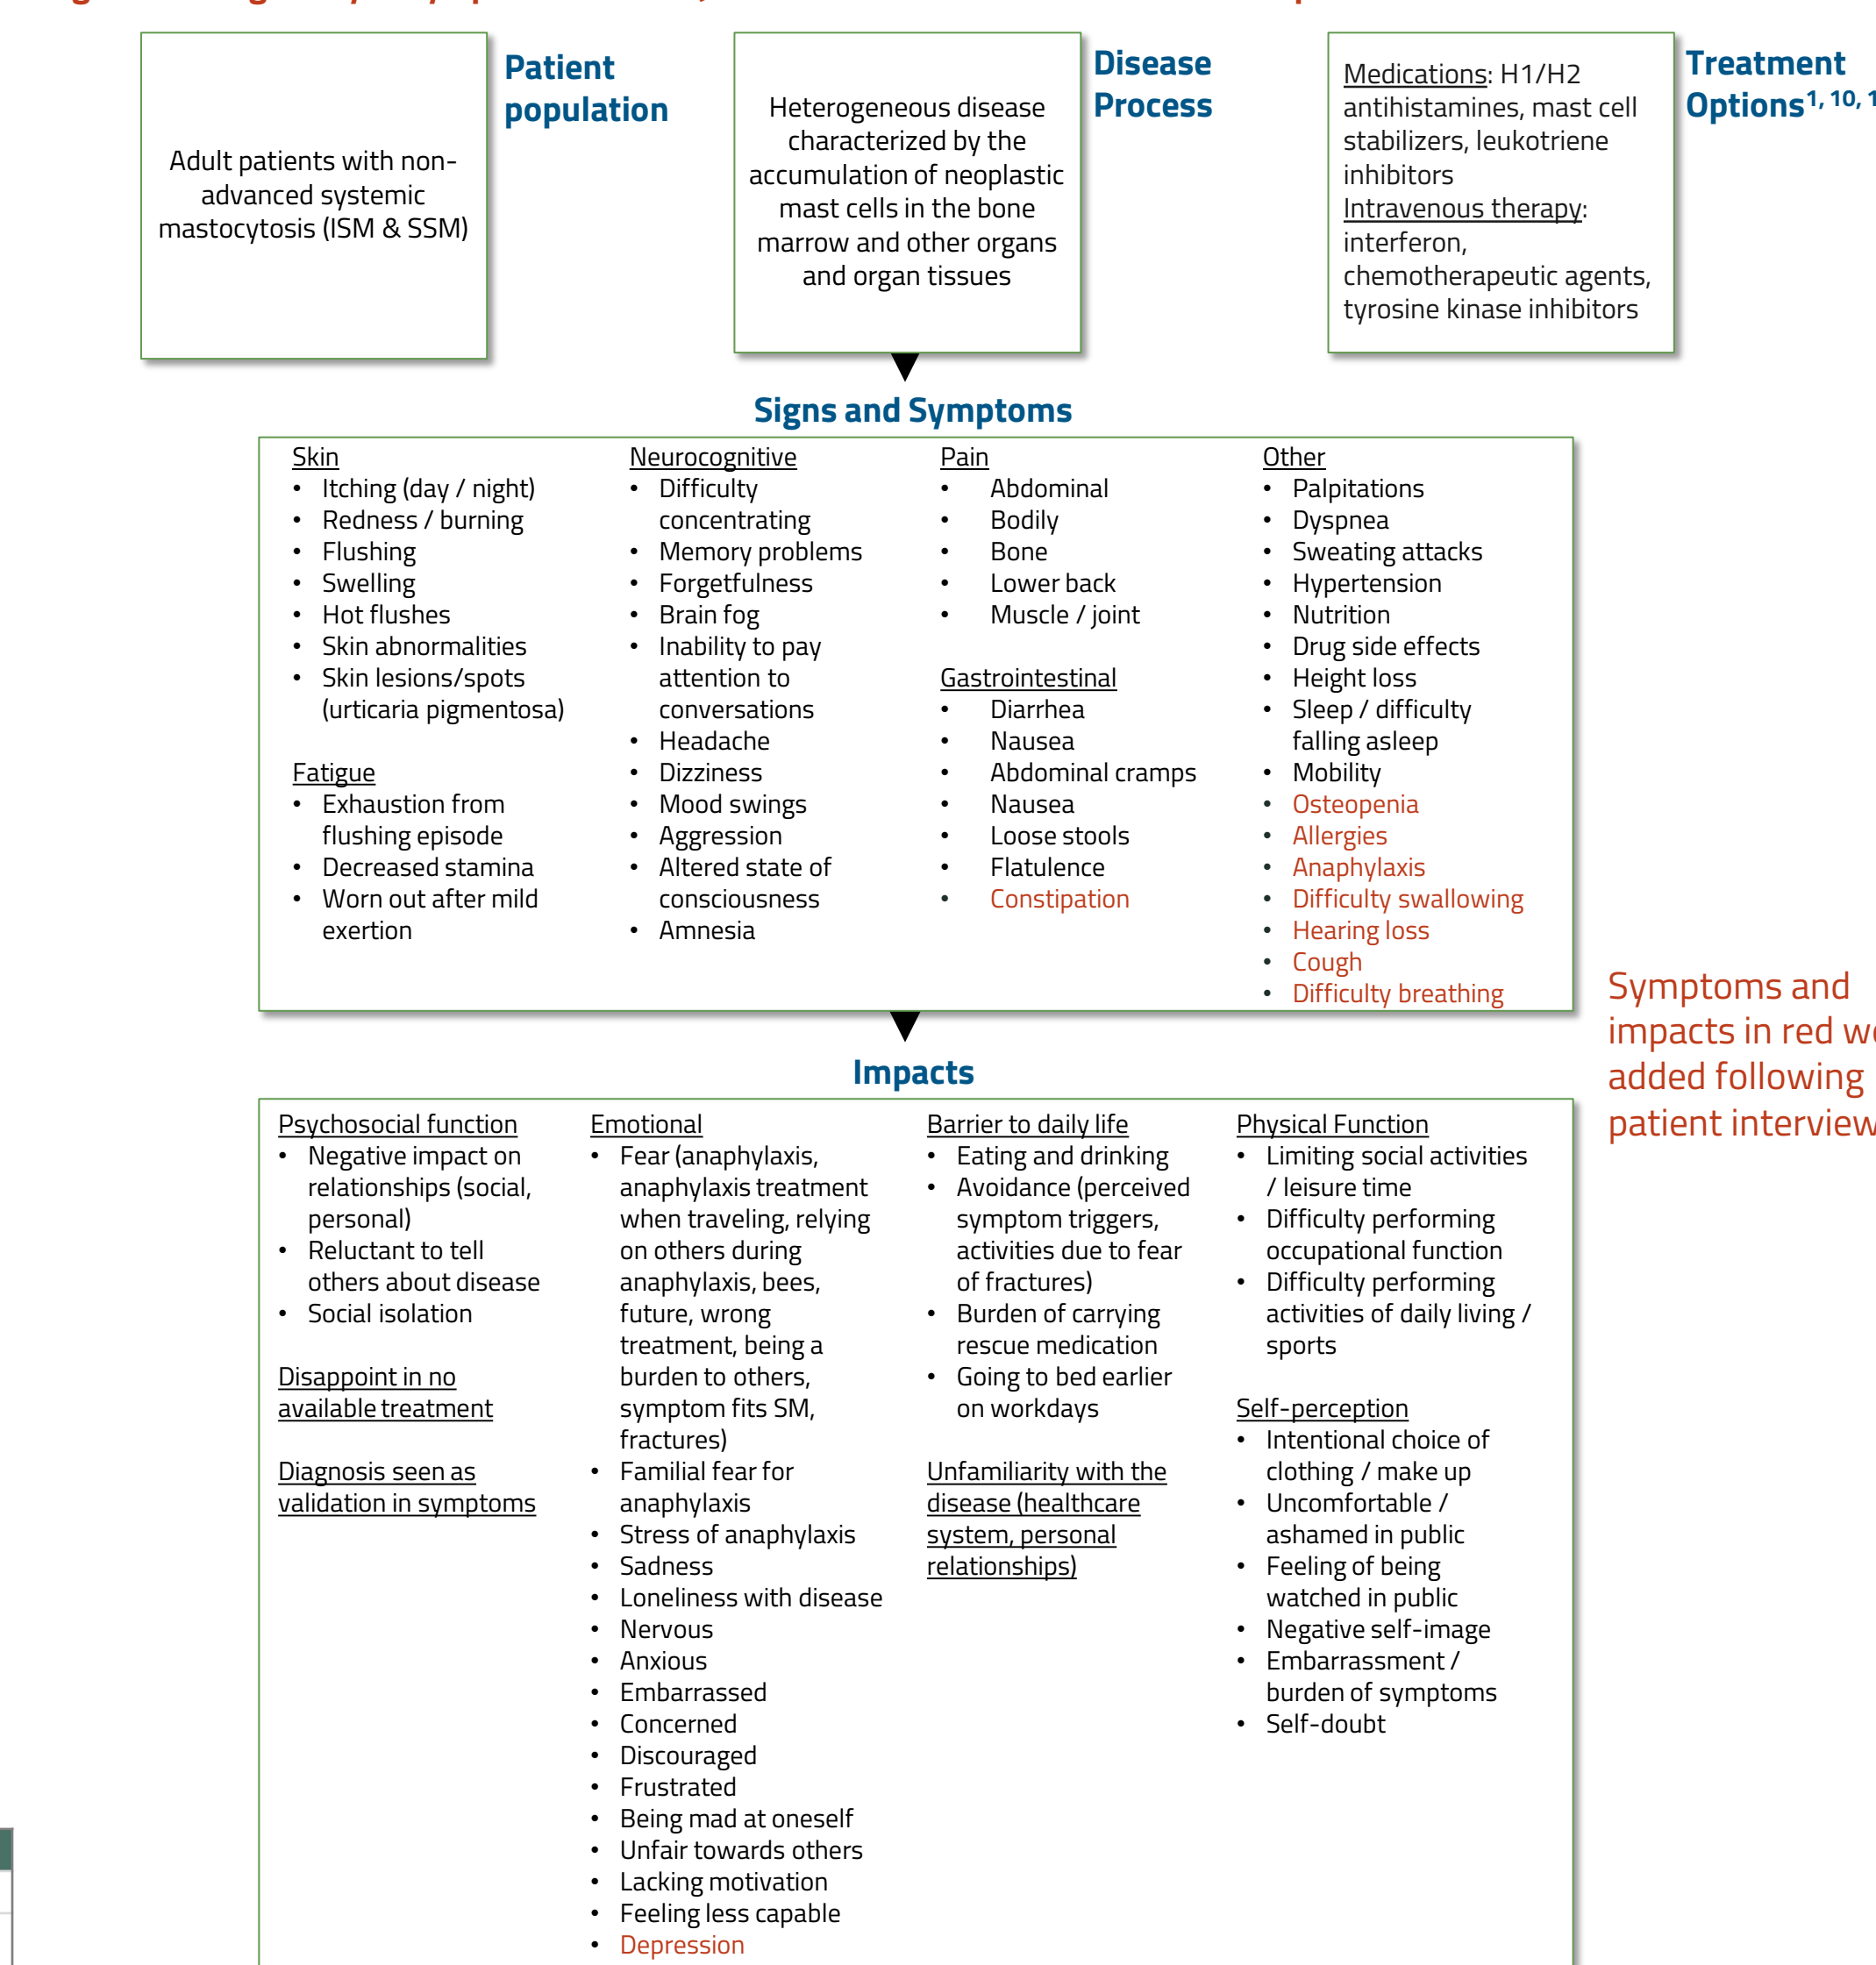 Patient
population
Adult patients with non-
advanced systemic
mastocytosis (ISM & SSM)
Disease
Process
Heterogeneous disease
characterized by the
accumulation of neoplastic
mast cells in the bone
marrow and other organs
and organ tissues
Treatment
Options1, 10, 1
Medications: H1/H2
antihistamines, mast cell
stabilizers, leukotriene
inhibitors
Intravenous therapy:
interferon,
chemotherapeutic agents,
tyrosine kinase inhibitors
Signs and Symptoms
Skin
• Itching (day / night)
• Redness / burning
• Flushing
• Swelling
• Hot flushes
• Skin abnormalities
• Skin lesions/spots
(urticaria pigmentosa)
Fatigue
• Exhaustion from
flushing episode
• Decreased stamina
• Worn out after mild
exertion
Neurocognitive
• Difficulty
concentrating
• Memory problems
• Forgetfulness
• Brain fog
• Inability to pay
attention to
conversations
• Headache
• Dizziness
• Mood swings
• Aggression
• Altered state of
consciousness
• Amnesia
Pain
• Abdominal
• Bodily
• Bone
• Lower back
• Muscle / joint
Gastrointestinal
• Diarrhea
• Nausea
• Abdominal cramps
• Nausea
• Loose stools
• Flatulence
• Constipation
Other
• Palpitations
• Dyspnea
• Sweating attacks
• Hypertension
• Nutrition
• Drug side effects
• Height loss
• Sleep / difficulty
falling asleep
• Mobility
• Osteopenia
• Allergies
• Anaphylaxis
• Difficulty swallowing
• Hearing loss
• Cough
• Difficulty breathing
Symptoms and
impacts in red
added following
patient interview
Impacts
Psychosocial function
• Negative impact on
relationships (social,
personal)
• Reluctant to tell
others about disease
• Social isolation
Disappoint in no
available treatment
Diagnosis seen as
validation in symptoms
Emotional
• Fear (anaphylaxis,
anaphylaxis treatment
when traveling, relying
on others during
anaphylaxis, bees,
future, wrong
treatment, being a
burden to others,
symptom fits SM,
fractures)
• Familial fear for
anaphylaxis
• Stress of anaphylaxis
• Sadness
• Loneliness with disease
• Nervous
• Anxious
• Embarrassed
• Concerned
• Discouraged
• Frustrated
• Being mad at oneself
• Unfair towards others
• Lacking motivation
• Feeling less capable
• Depression
Barrier to daily life
• Eating and drinking
• Avoidance (perceived
symptom triggers,
activities due to fear
of fractures)
• Burden of carrying
rescue medication
• Going to bed earlier
on workdays
Unfamiliarity with the
disease (healthcare
system, personal
relationships)
Physical Function
• Limiting social activities
/ leisure time
• Difficulty performing
occupational function
• Difficulty performing
activities of daily living /
sports
Self-perception
• Intentional choice of
clothing / make up
• Uncomfortable /
ashamed in public
• Feeling of being
watched in public
• Negative self-image
• Embarrassment /
burden of symptoms
• Self-doubt